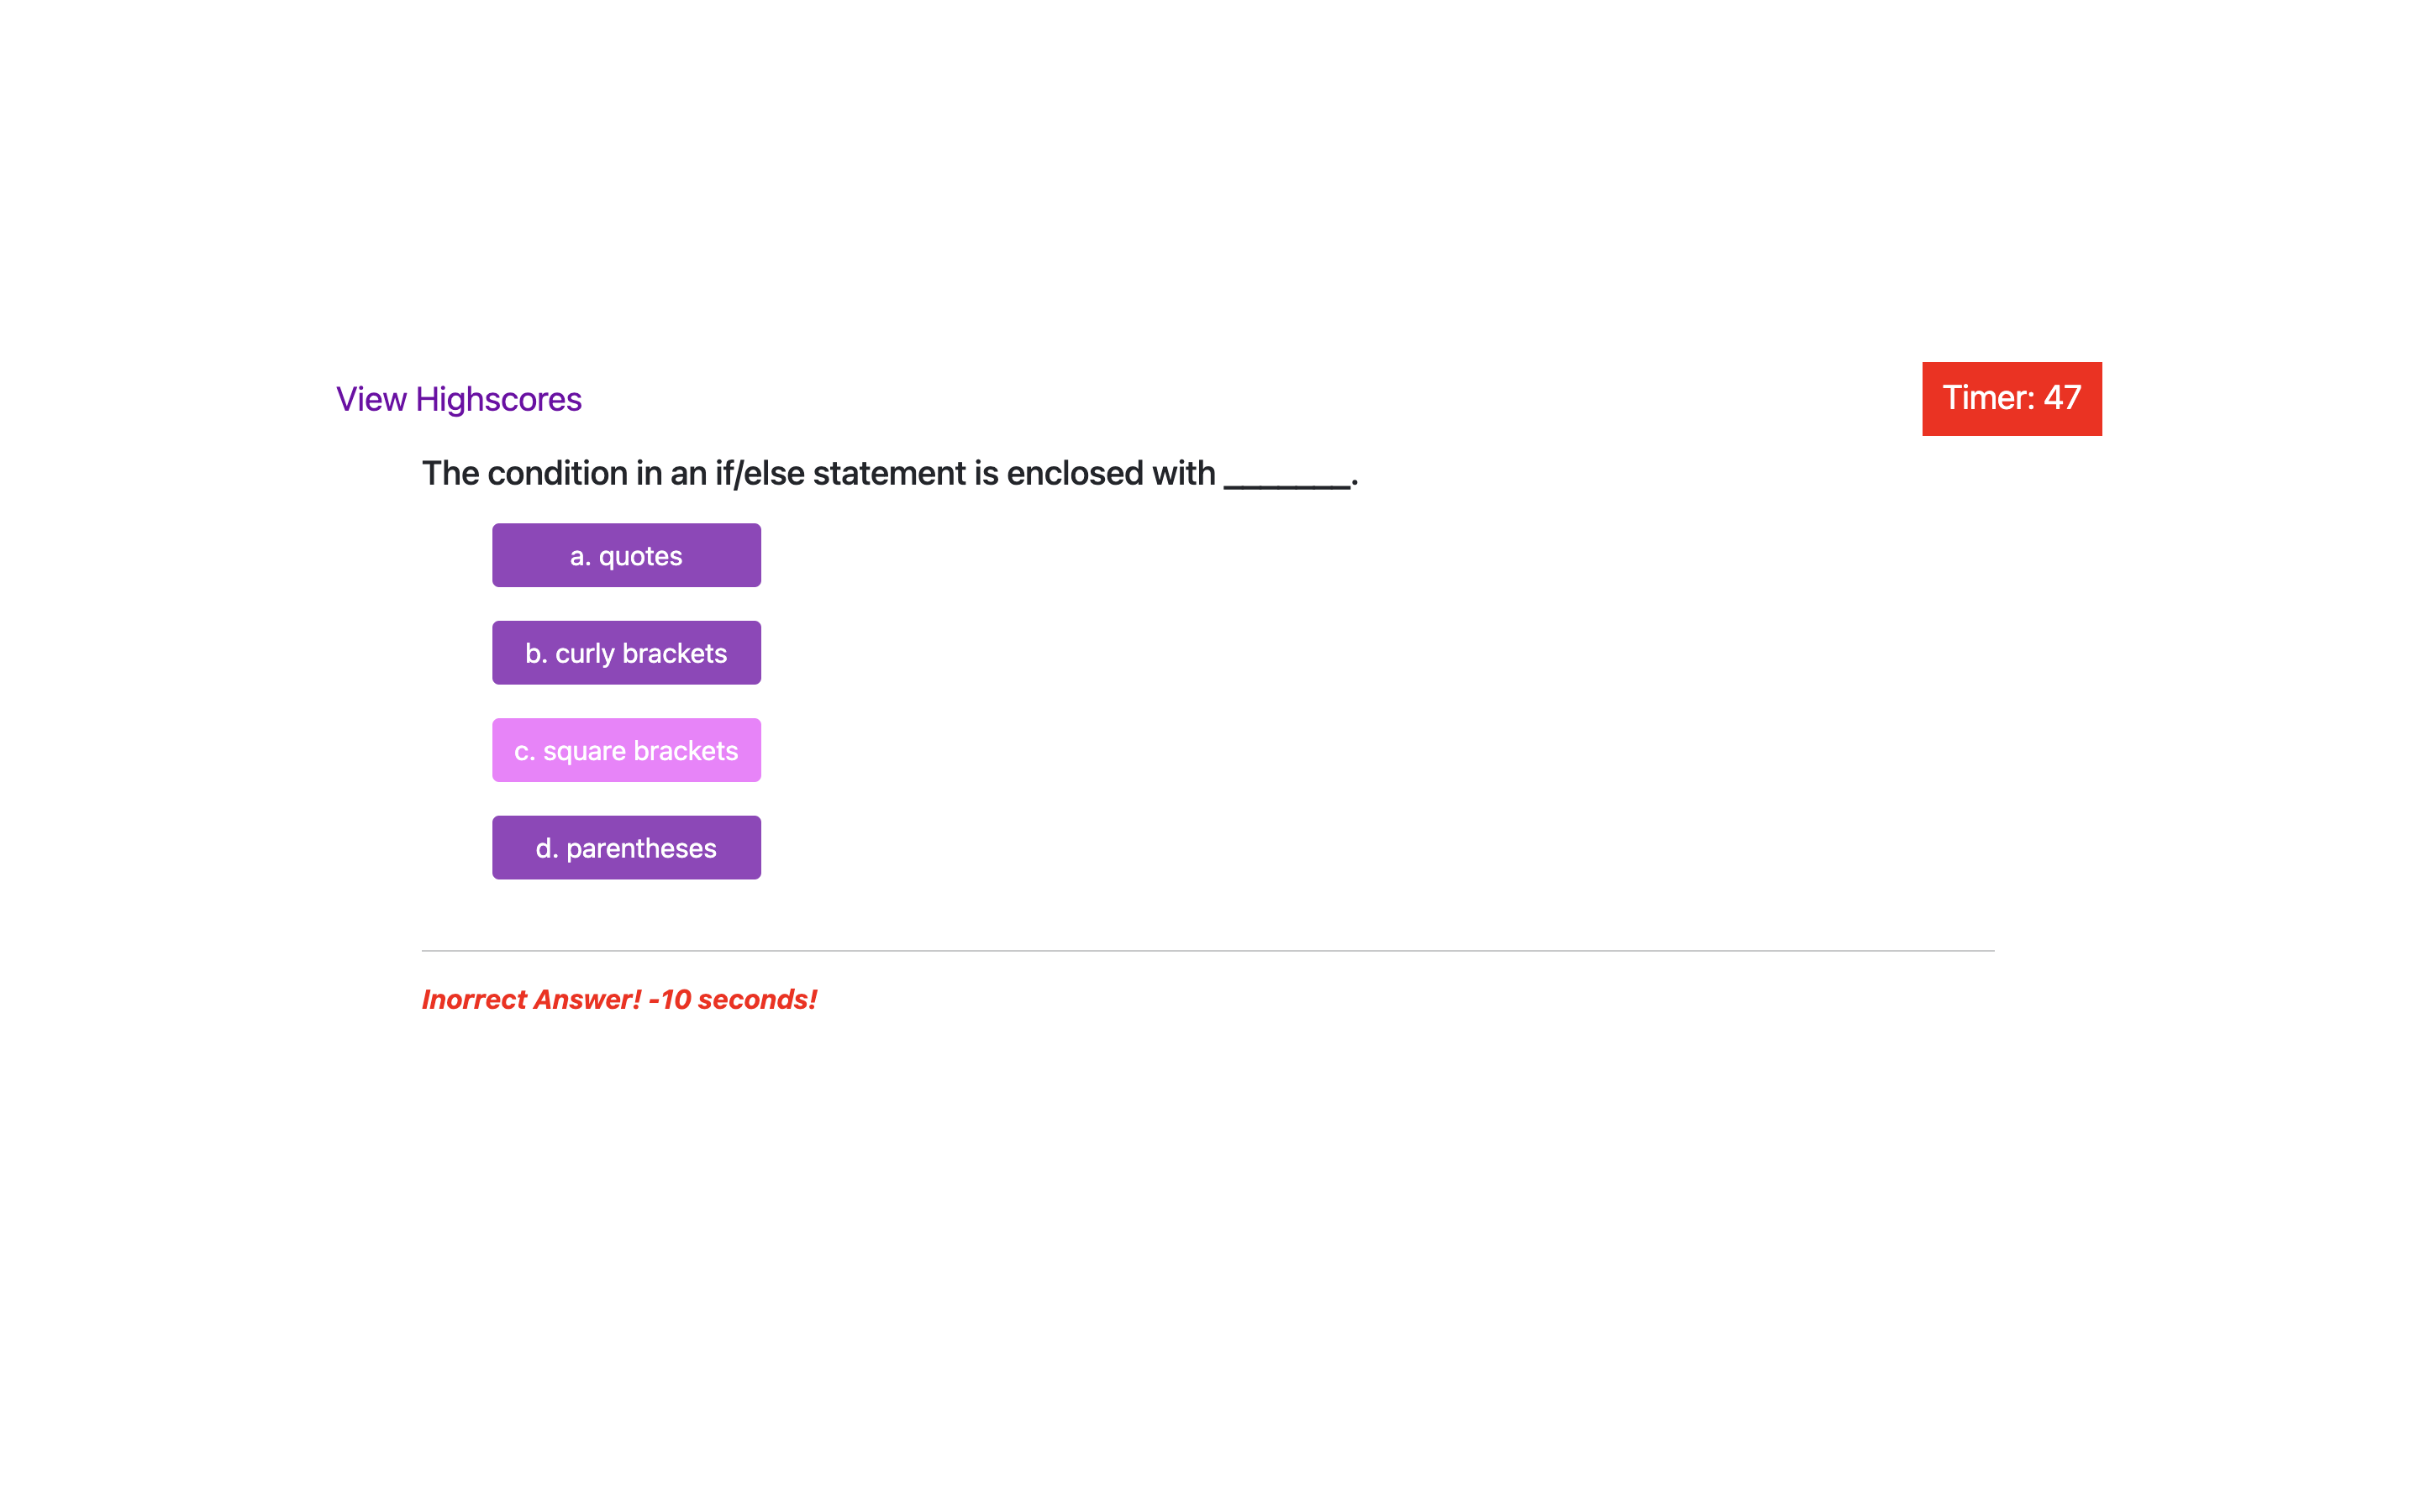 View Highscores
Timer: 47
The condition in an if/else statement is enclosed with _______.
a. quotes
b. curly brackets
c. square brackets
d. parentheses
Inorrect Answer! -10 seconds!